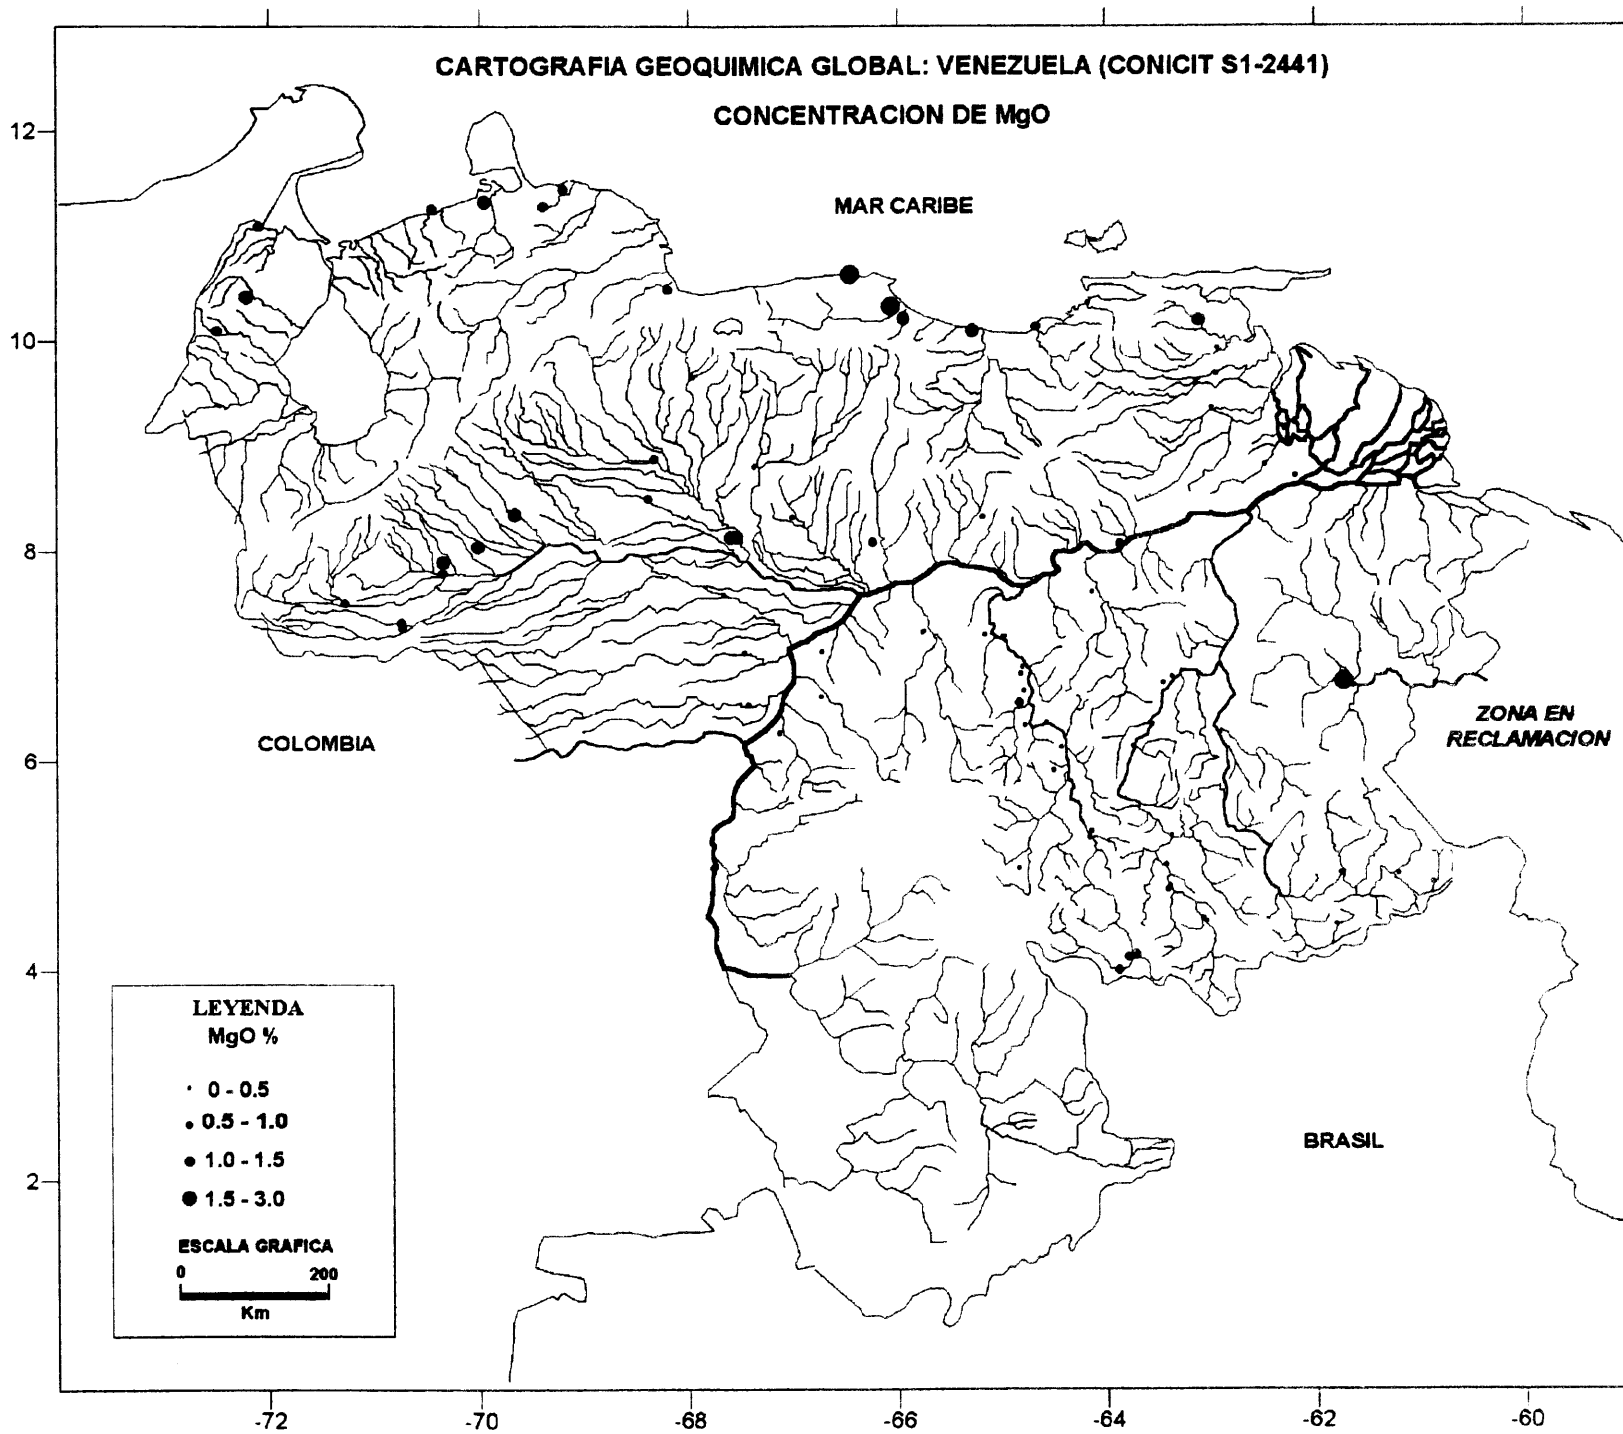 CARTOGRAFIA GEOQUIMICA GLOBAL: VENEZUELA (CONICIT S1-2441)
CONCENTRACION DE MgO
12
10
8
6
4
2
MAR CARIBE
COLOMBIA
ZONA EN
RECLAMACION
BRASIL
LEYENDA
MgO %
0 - 0.5
0.5 - 1.0
1.0 - 1.5
1.5 - 3.0
ESCALA GRAFICA
0 200
Km
-72 -70 -68 -66 -64 -62 -60